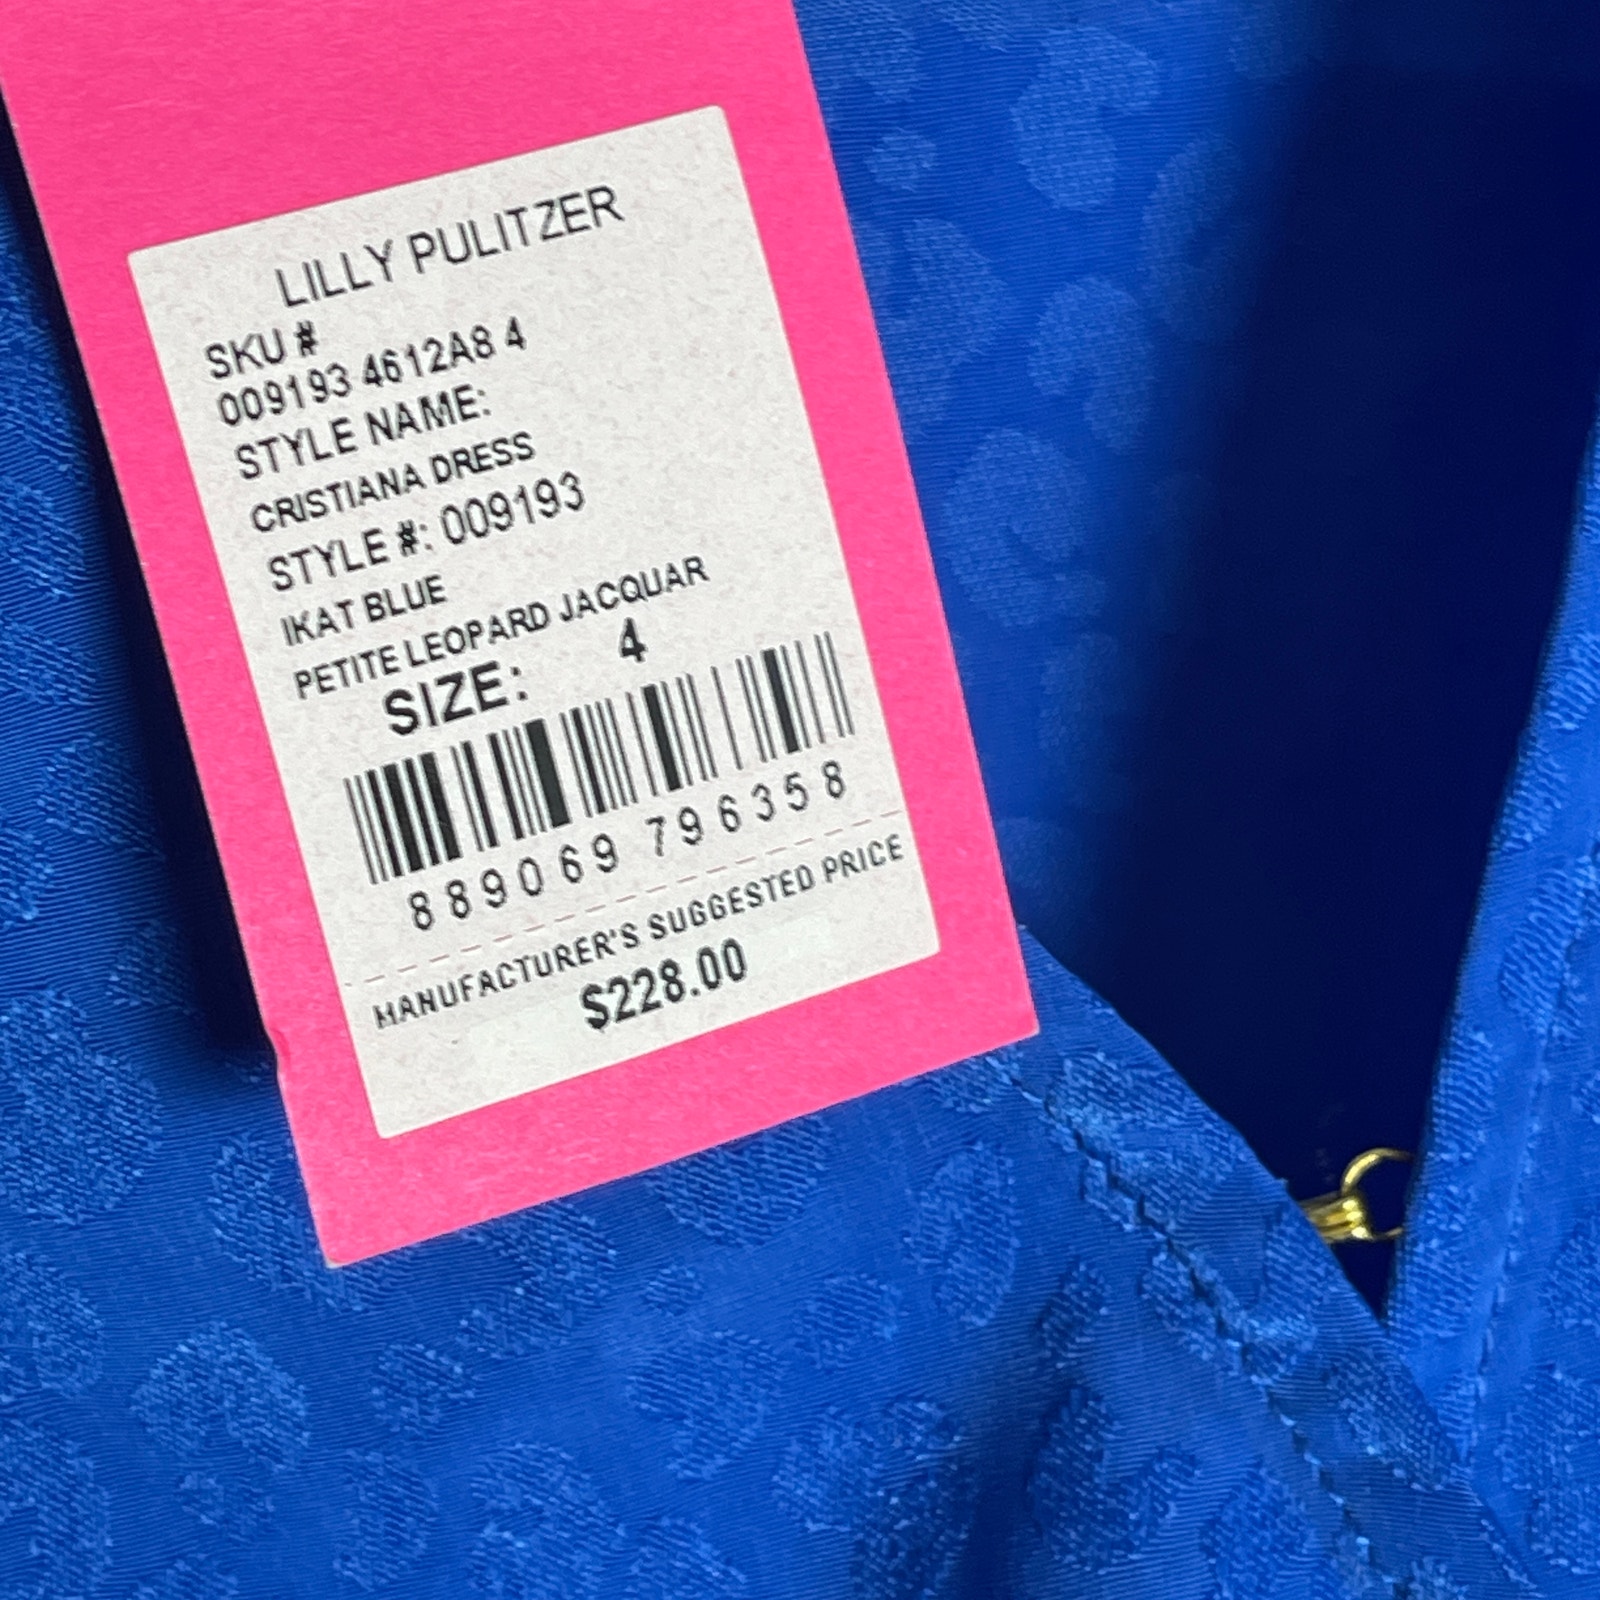 LILLY PULITZER
SKU #
009193 4612A8 4
STYLE NAME:
CRISTIANA DRESS
STYLE #: 009193
IKAT BLUE
PETITE LEOPARD JACQUAR
SIZE: 4
889069 796358
MANUFACTURER'S SUGGESTED PRICE
$228.00